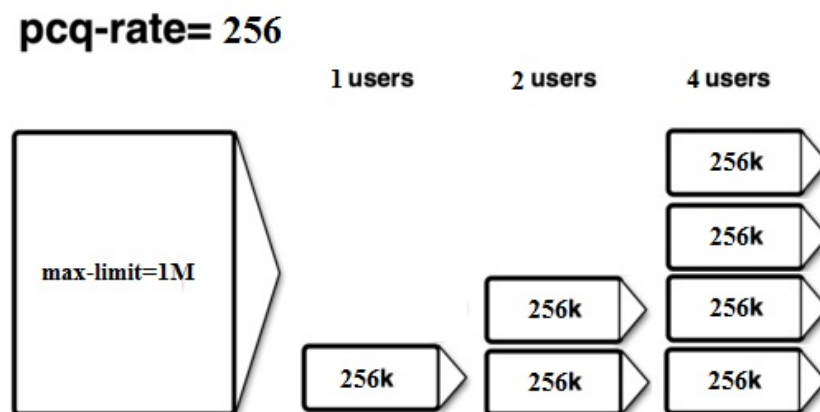 pcq-rate= 256
1 users 2 users 4 users
256k
256k
max-limit=1M
256k 256k
256k 256k 256k